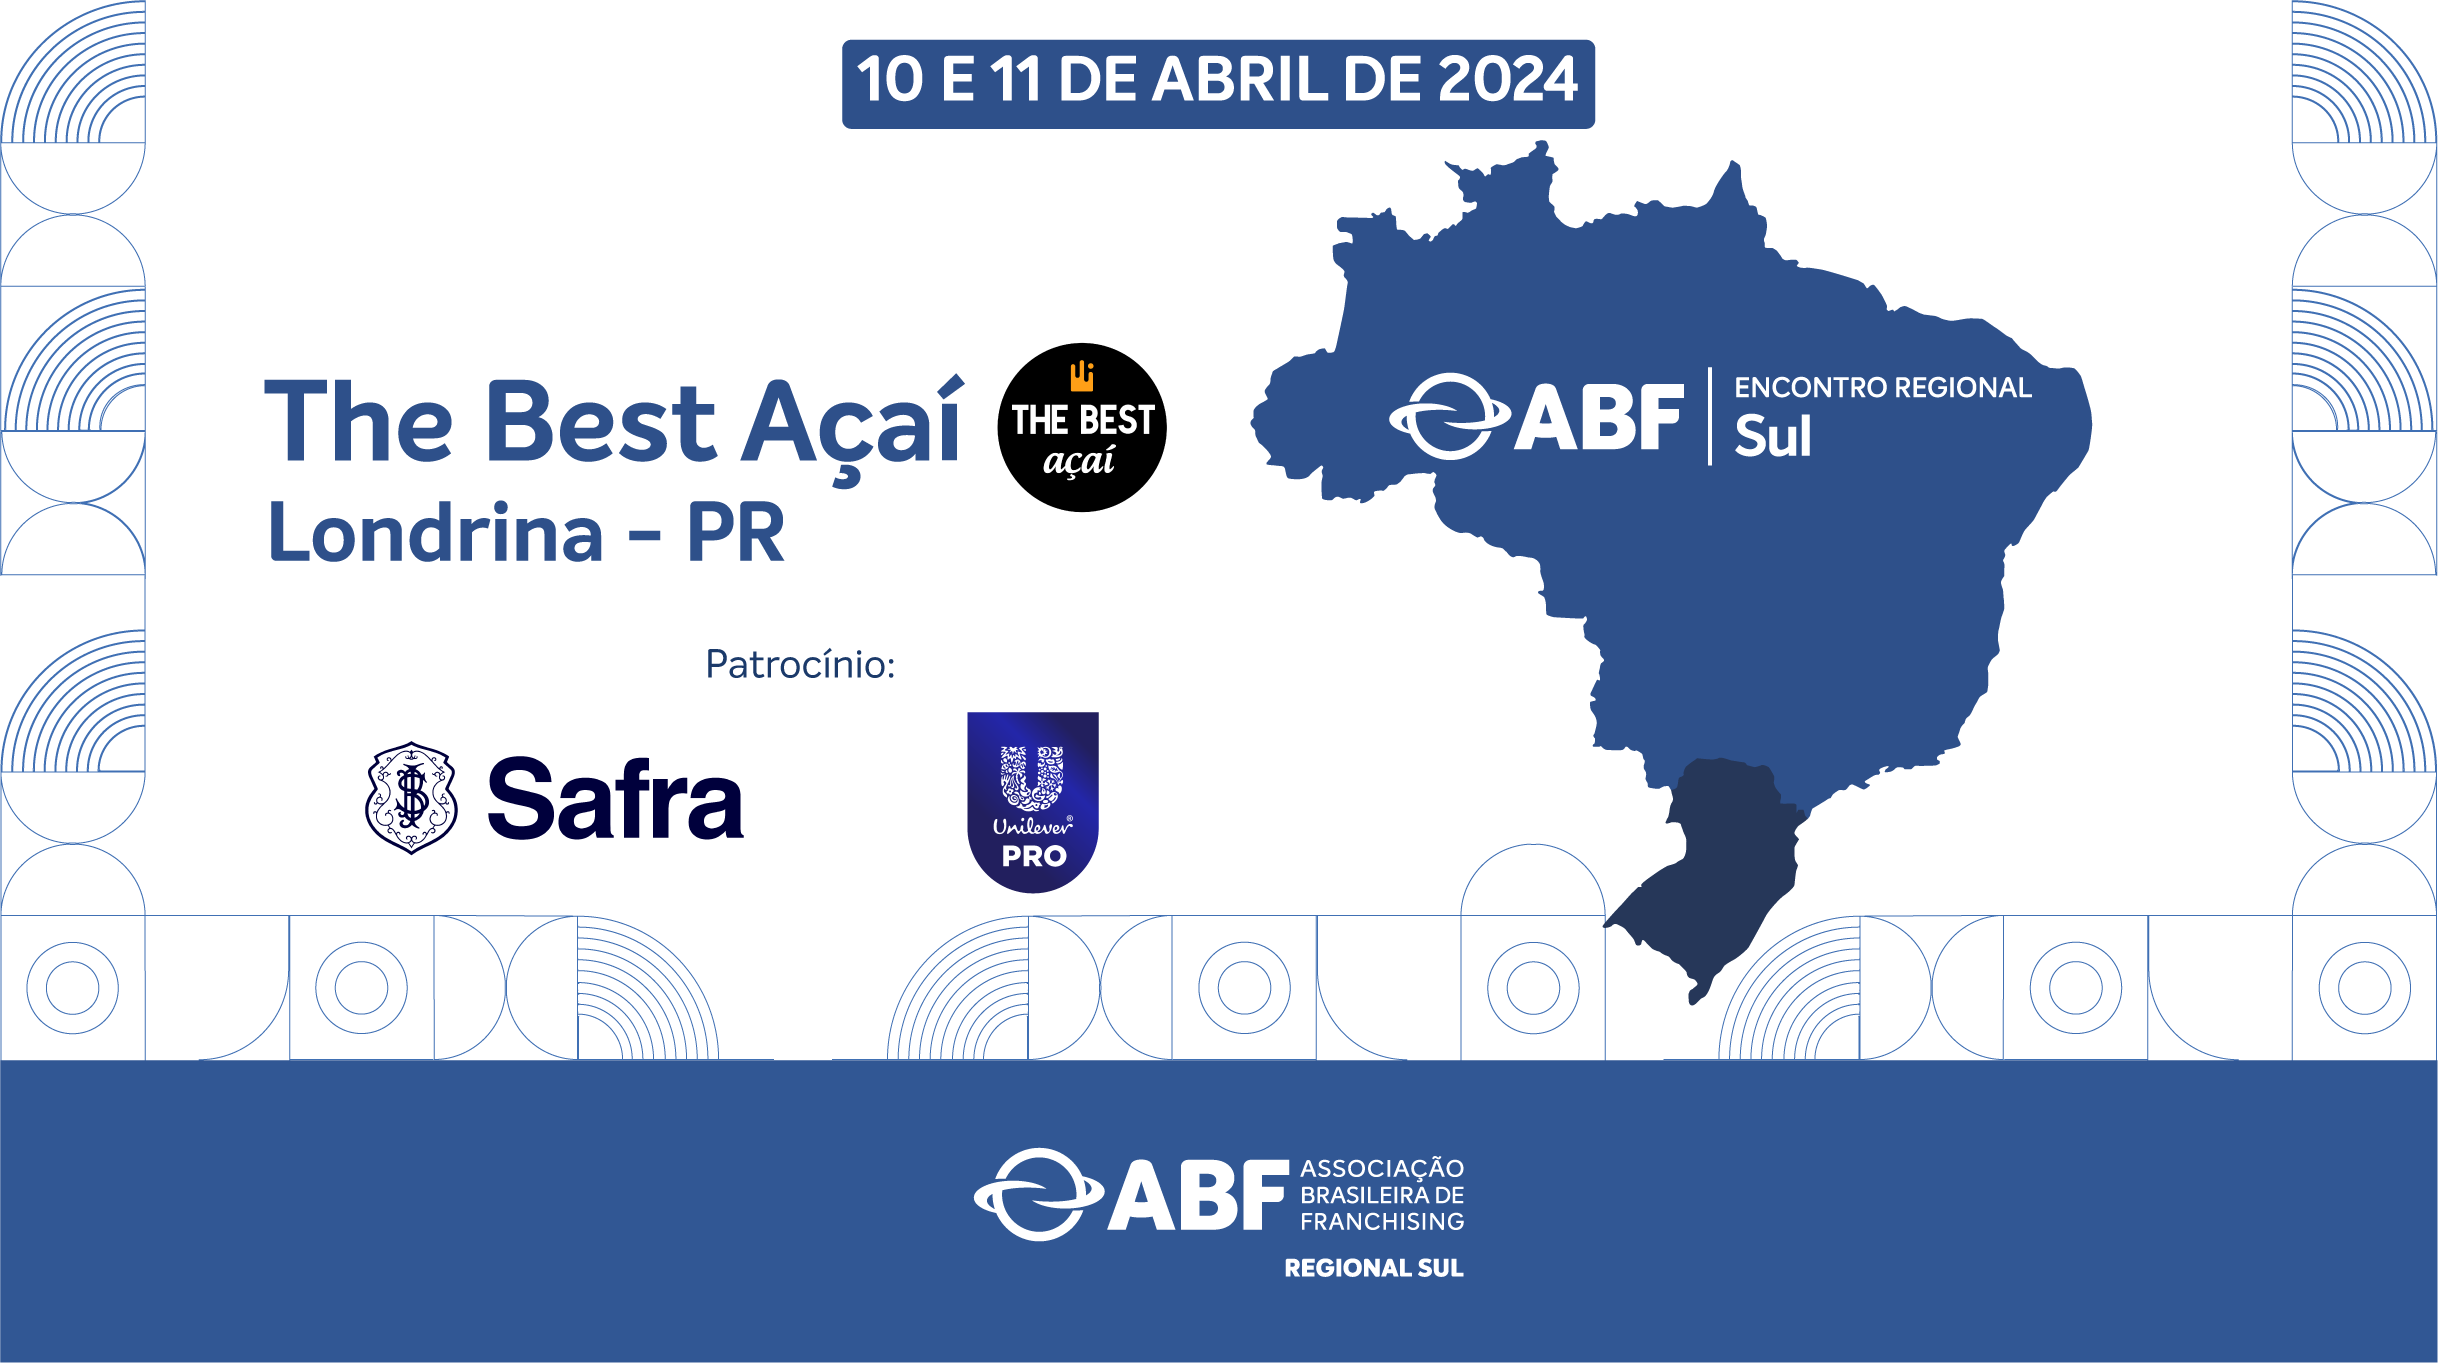 10 E 11 DE ABRIL DE 2024
The Best Açaí
Londrina - PR
THE BEST
açaí
ABF
ENCONTRO REGIONAL
Sul
Patrocínio:
Safra
U
Unilever®
PRO
ABF
ASSOCIAÇÃO
BRASILEIRA DE
FRANCHISING
REGIONAL SUL